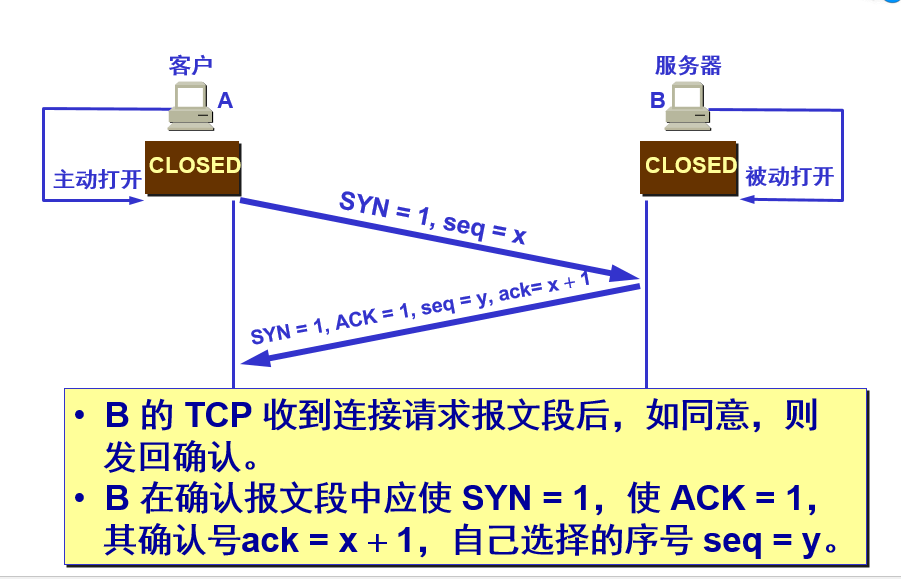 客户
服务器
A
B
CLOSED
CLOSED
主动打开
被动打开
SYN = 1, seq = x
SYN = 1, ACK = 1, seq = y, ack= x + 1
• B 的 TCP 收到连接请求报文段后，如同意，则
发回确认。
• B 在确认报文段中应使 SYN = 1，使 ACK = 1，
其确认号ack = x + 1，自己选择的序号 seq = y。